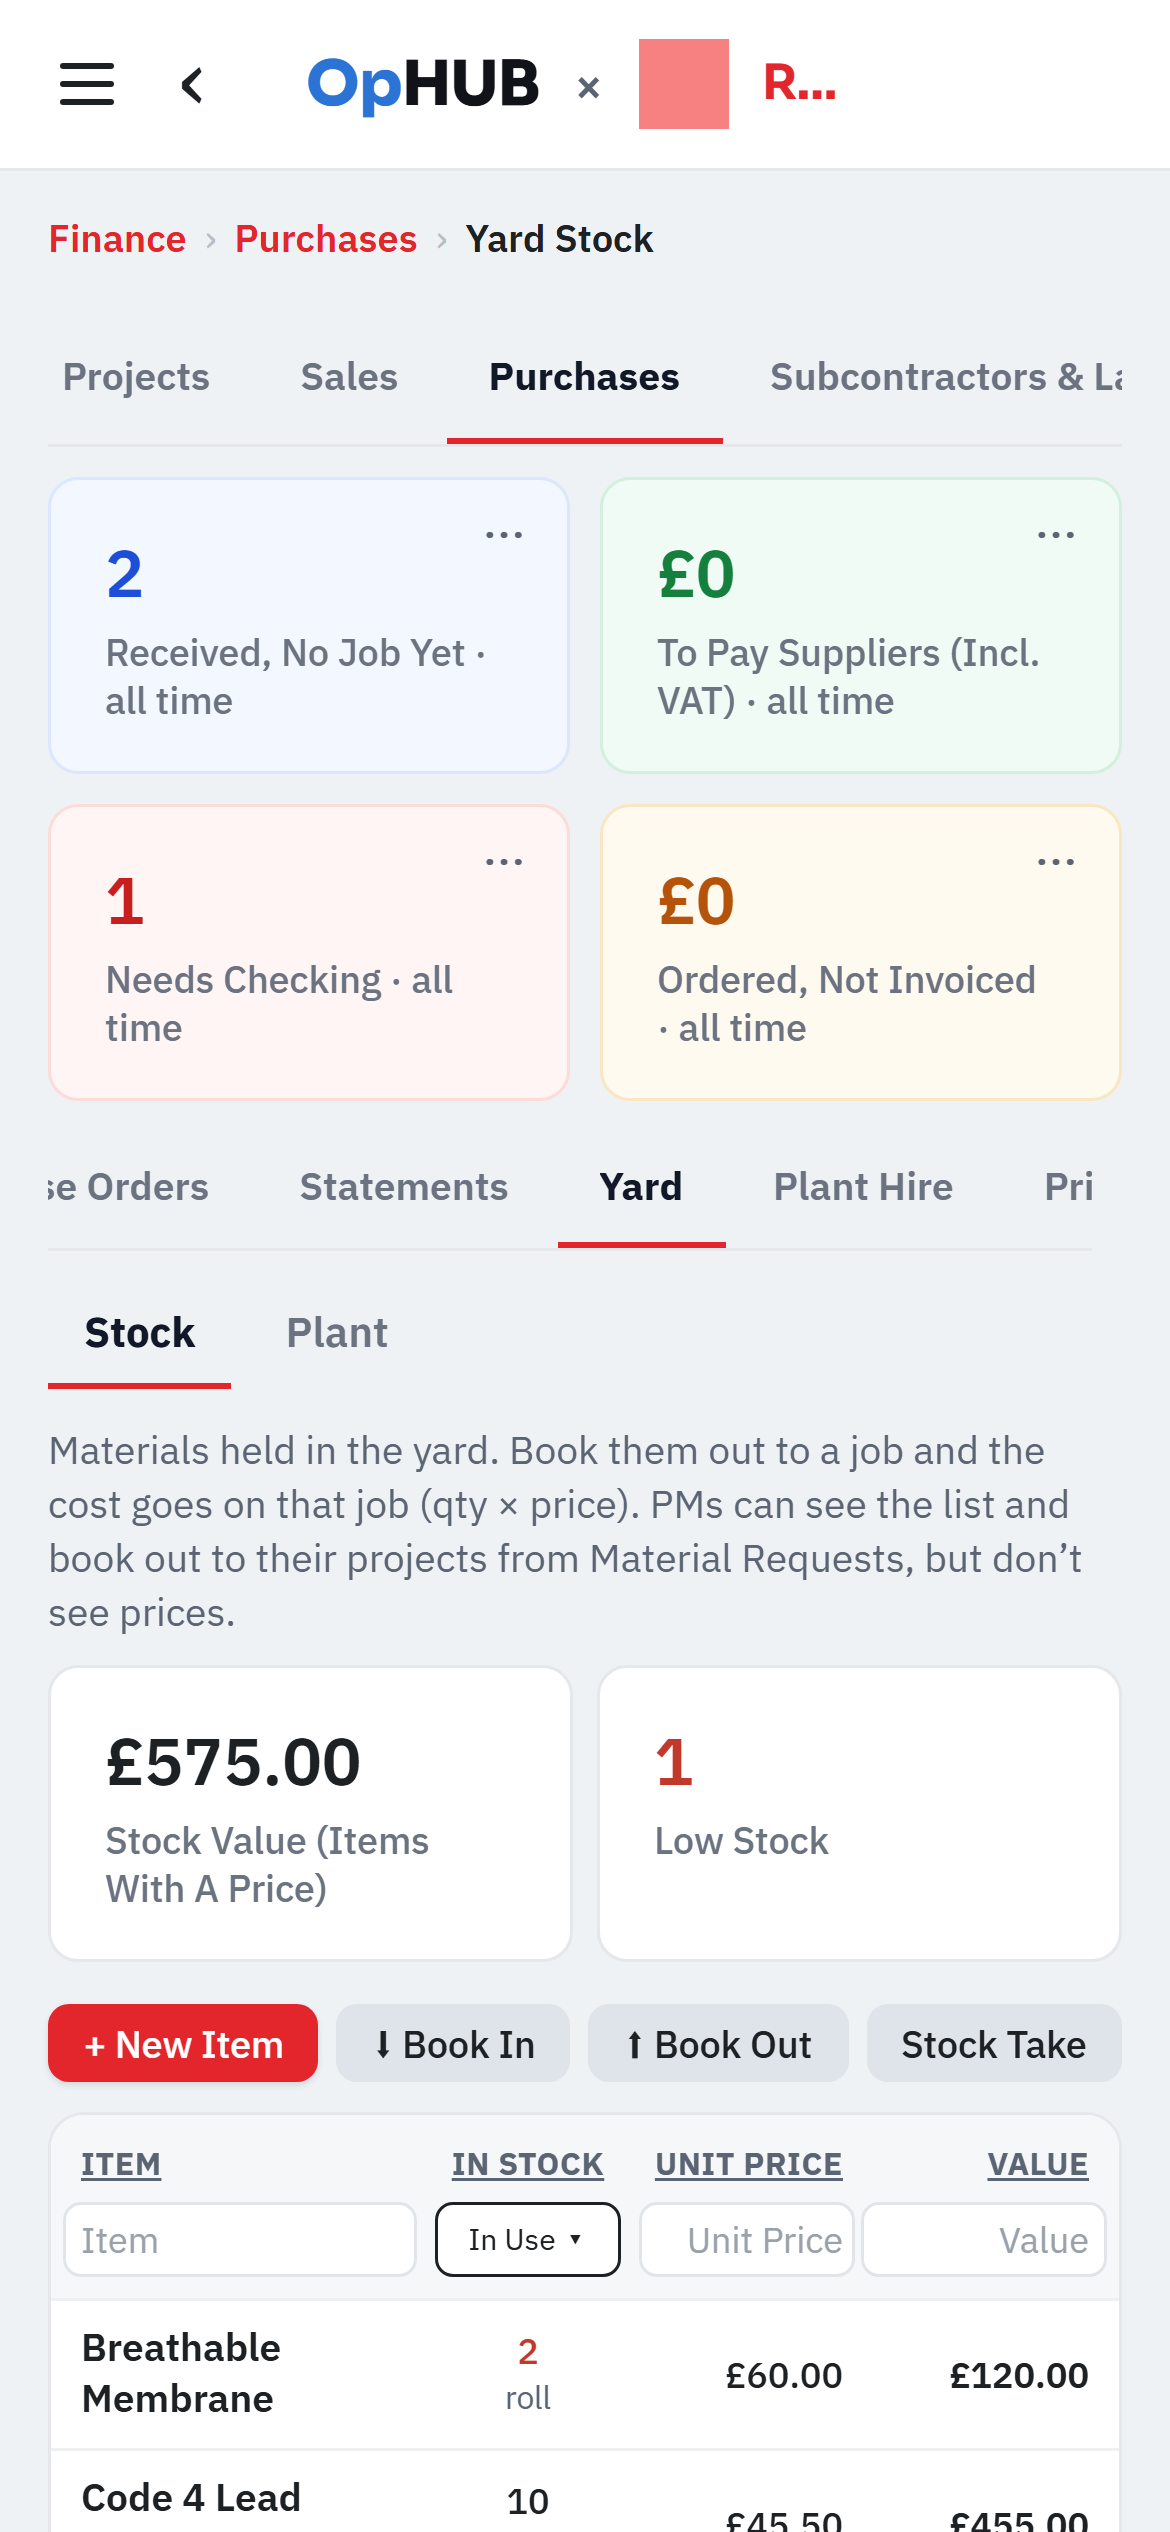 OpHUB × R...
Finance › Purchases › Yard Stock
Projects Sales Purchases Subcontractors & La
2
Received, No Job Yet ·
all time
£0
To Pay Suppliers (Incl.
VAT) · all time
1
Needs Checking · all
time
£0
Ordered, Not Invoiced
· all time
se Orders Statements Yard Plant Hire Pri
Stock Plant
Materials held in the yard. Book them out to a job and the
cost goes on that job (qty × price). PMs can see the list and
book out to their projects from Material Requests, but don’t
see prices.
£575.00
Stock Value (Items
With A Price)
1
Low Stock
+ New Item ⬇ Book In ⬆ Book Out Stock Take
ITEM IN STOCK UNIT PRICE VALUE
Item In Use ▼ Unit Price Value
Breathable
Membrane
2
roll
£60.00 £120.00
Code 4 Lead 10 £45.50 £455.00